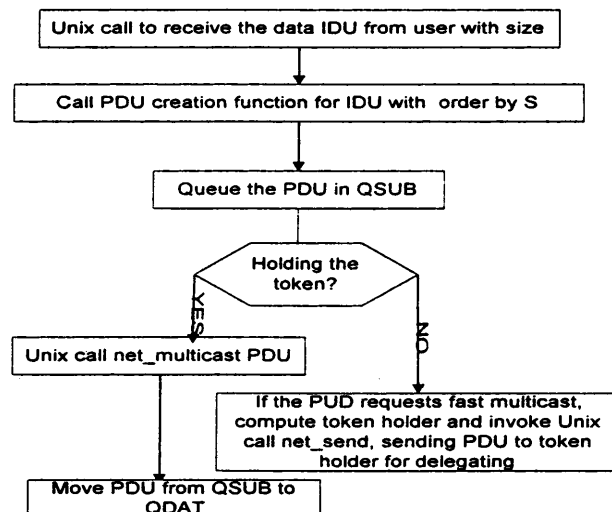 Unix call to receive the data IDU from user with size
Call PDU creation function for IDU with order by S
Queue the PDU in QSUB
Holding the
token?
YES
NO
Unix call net_multicast PDU
If the PUD requests fast multicast,
compute token holder and invoke Unix
call net_send, sending PDU to token
holder for delegating
Move PDU from QSUB to
QDAT